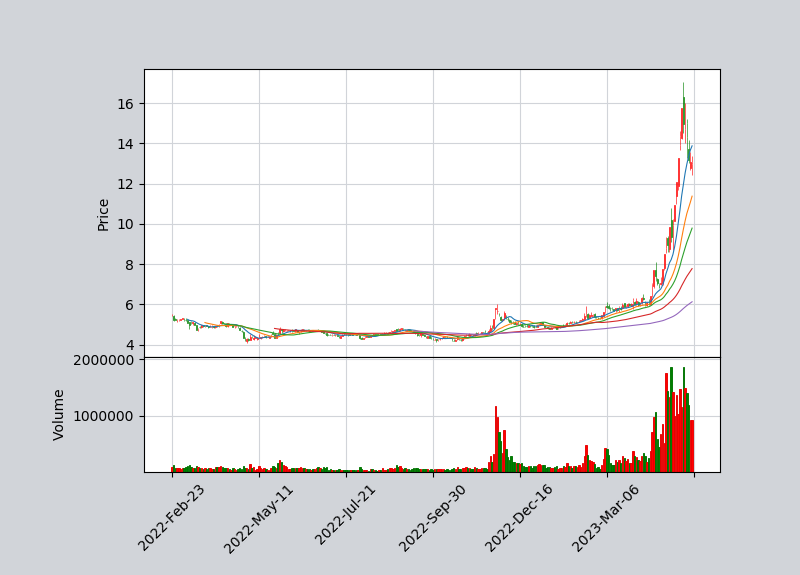 Price
16
14
12
10
8
6
4
Volume
2000000
1000000
2022-Feb-23
2022-May-11
2022-Jul-21
2022-Sep-30
2022-Dec-16
2023-Mar-06